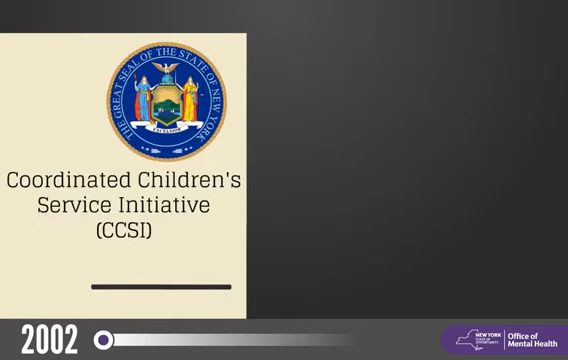 THE GREAT SEAL OF THE STATE OF NEW YORK
EXCELSIOR
Coordinated Children's
Service Initiative
(CCSI)
2002
NEW YORK
STATE OF
OPPORTUNITY
Office of
Mental Health